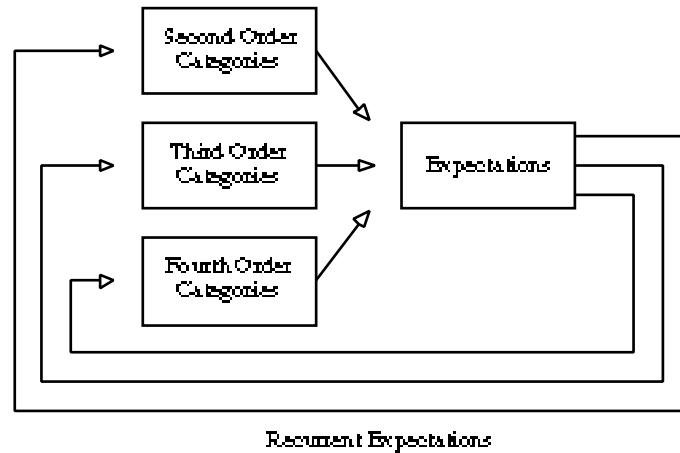 Second Order
Categories
Third Order
Categories
Expectations
Fourth Order
Categories
Recurrent Expectations